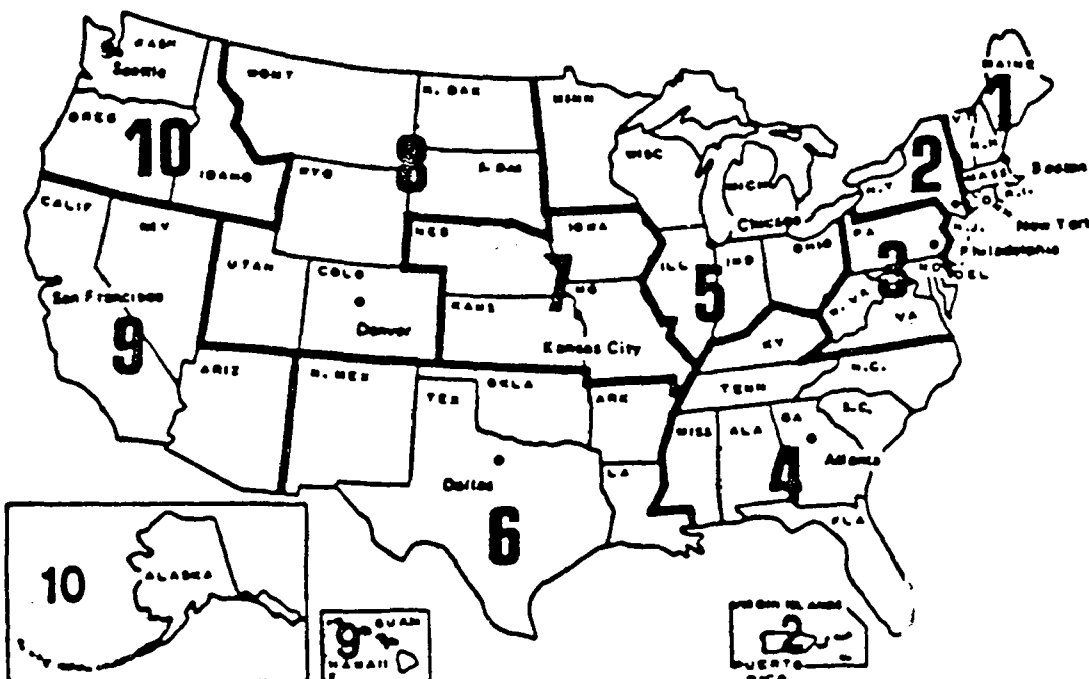 WASH
Seattle
MONT
N. DAK
MINN
MAINE
1
OREG
10
IDAHO
8
S. DAK
WISC
MICH
N.Y.
2
V
N.H.
MASS
Boston
R.I.
WYO
CALIF
NEV
NEB
IOWA
Chicago
New York
N.J.
PA
Philadelphia
OHIO
IND
ILL
5
3
MD
DEL
UTAH
COLO
7
MO
W. VA
VA
San Francisco
Denver
KANS
Kansas City
KY
9
ARIZ
N. MEX
TEX
OKLA
ARK
TENN
N.C.
S.C.
MISS
ALA
GA
Atlanta
4
LA
Dallas
6
FLA
10
ALASKA
GUAM
9
HAWAII
VIRGIN ISLANDS
2
PUERTO
RICO